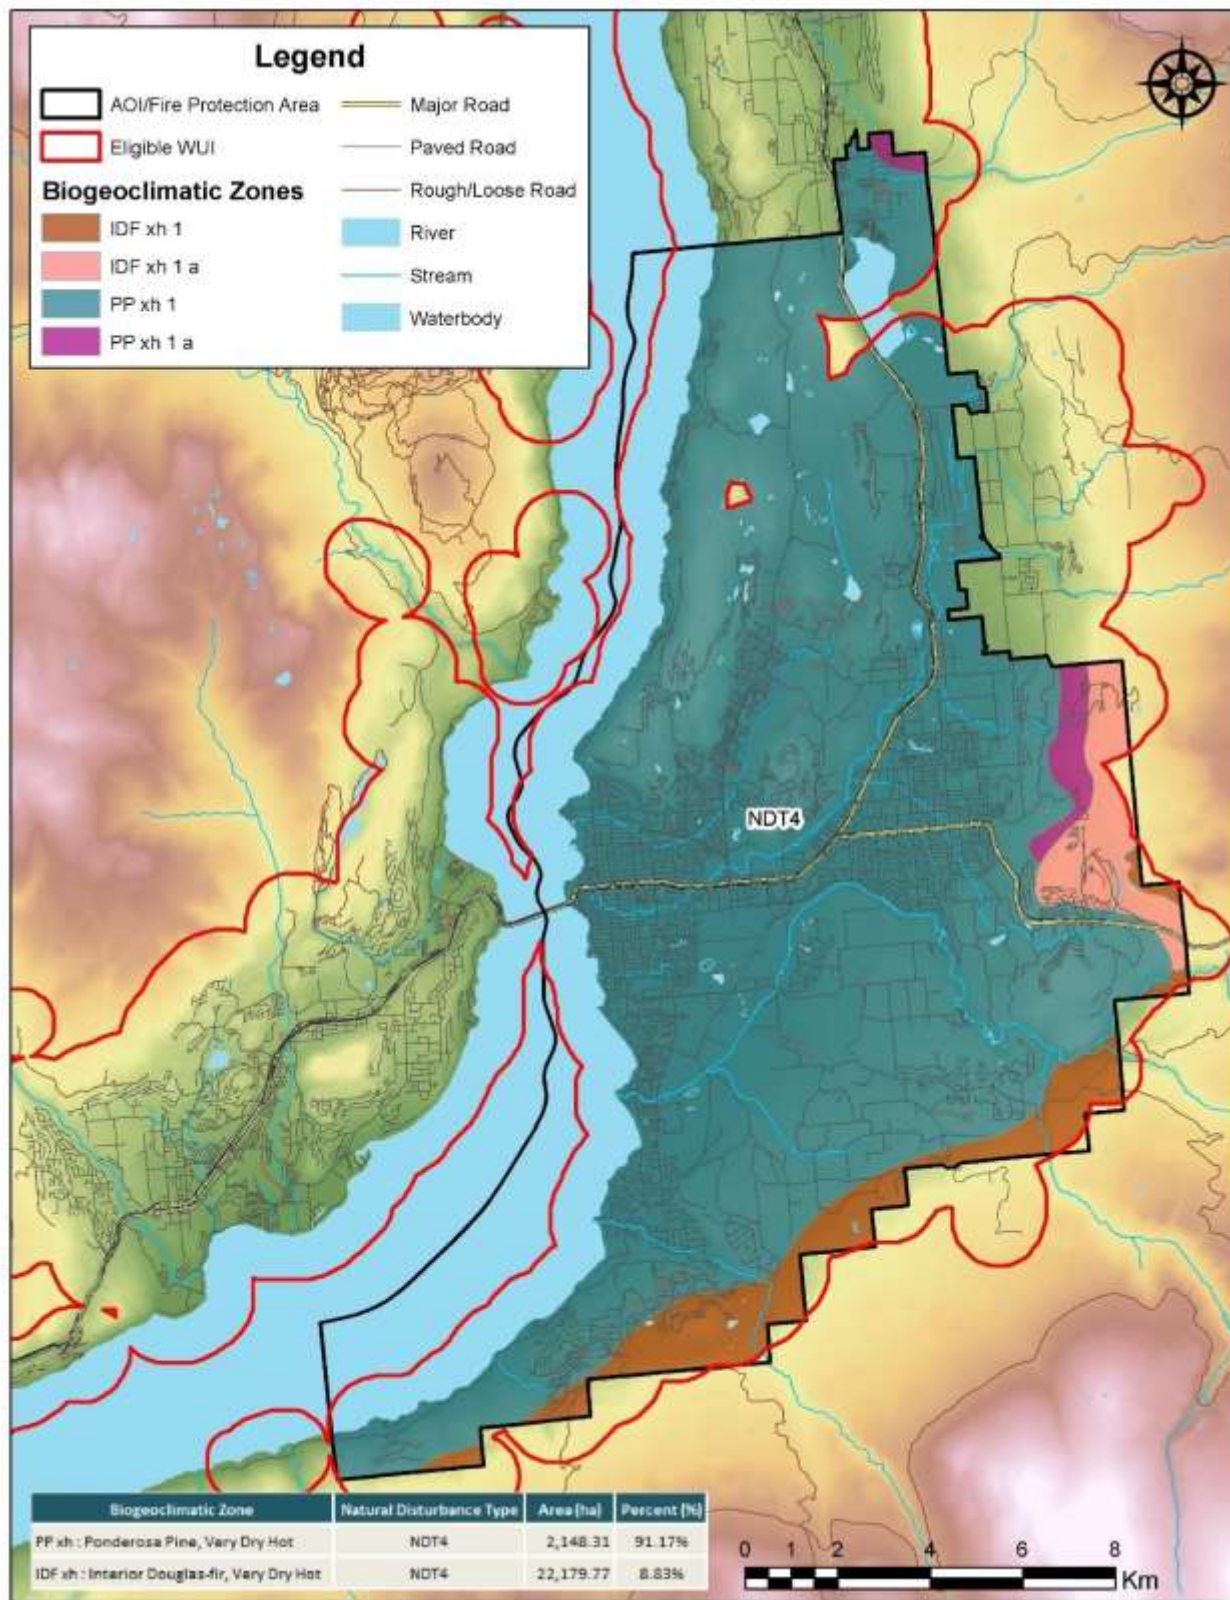 Legend
AOI/Fire Protection Area
Eligible WUI
Biogeoclimatic Zones
IDF xh 1
IDF xh 1 a
PP xh 1
PP xh 1 a
Major Road
Paved Road
Rough/Loose Road
River
Stream
Waterbody
NDT4
Biogeoclimatic Zone Natural Disturbance Type Area (ha) Percent (%)
PP xh : Ponderosa Pine, Very Dry Hot NDT4 2,148.31 91.17%
IDF xh : Interior Douglas-fir, Very Dry Hot NDT4 22,179.77 8.83%
0 1 2 4 6 8
Km